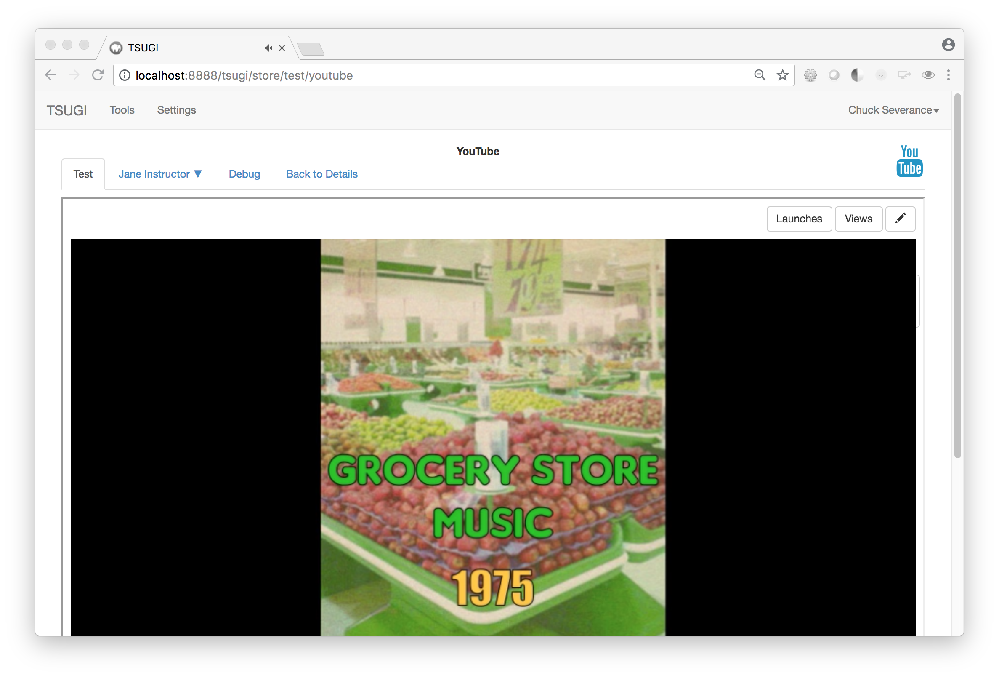 TSUGI
localhost:8888/tsugi/store/test/youtube
TSUGI Tools Settings Chuck Severance
YouTube
You
Tube
Test Jane Instructor ▼ Debug Back to Details
Launches Views
174
79 LB
GROCERY STORE
MUSIC
1975